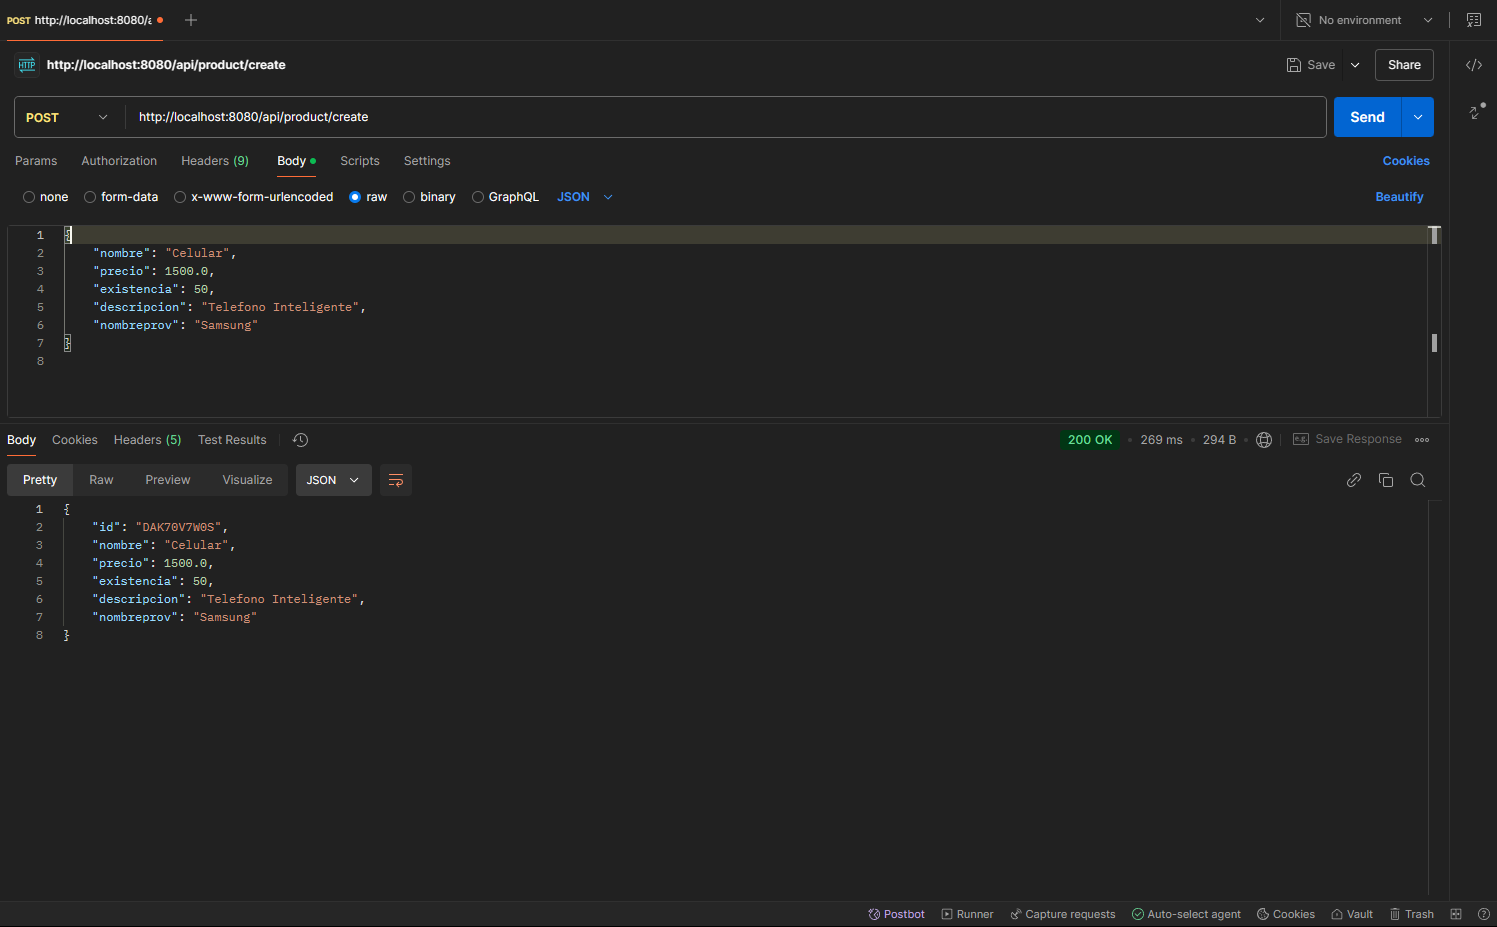 POST http://localhost:8080/a
No environment
HTTP http://localhost:8080/api/product/create
Save
Share
POST
http://localhost:8080/api/product/create
Send
Params Authorization Headers (9) Body Scripts Settings
Cookies
none form-data x-www-form-urlencoded raw binary GraphQL JSON
Beautify
1 {
2 "nombre": "Celular",
3 "precio": 1500.0,
4 "existencia": 50,
5 "descripcion": "Telefono Inteligente",
6 "nombreprov": "Samsung"
7 }
8
Body Cookies Headers (5) Test Results
200 OK • 269 ms • 294 B
e.g. Save Response
Pretty Raw Preview Visualize JSON
1 {
2 "id": "DAK70V7W0S",
3 "nombre": "Celular",
4 "precio": 1500.0,
5 "existencia": 50,
6 "descripcion": "Telefono Inteligente",
7 "nombreprov": "Samsung"
8 }
Postbot Runner Capture requests Auto-select agent Cookies Vault Trash